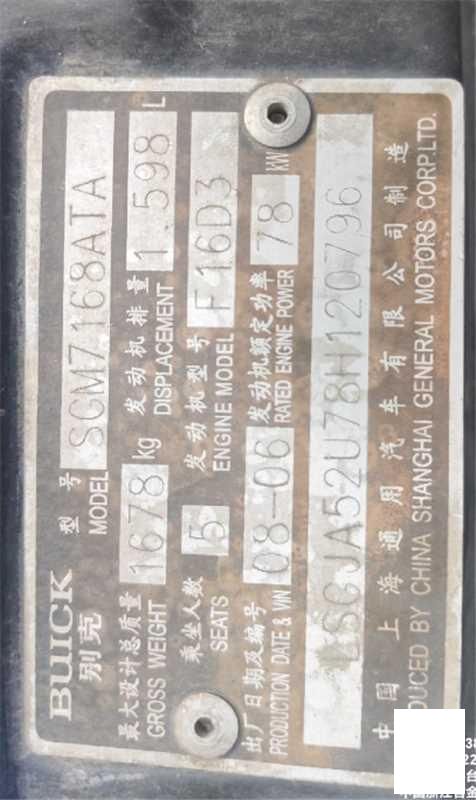 BUICK
别克
型号 SGM7168ATA
MODEL
最大设计总质量 1678 kg 发动机排量 1 598 L
GROSS WEIGHT DISPLACEMENT
乘坐人数 5 发动机型号 F16D3
SEATS ENGINE MODEL
出厂日期及编号 08-06 发动机额定功率 78 kW
PRODUCTION DATE & VIN RATED ENGINE POWER
LSGJA52U78H120796
中国 上海通用汽车有限公司制造
ODUCED BY CHINA SHANGHAI GENERAL MOTORS CORP.LTD.
38
22
台